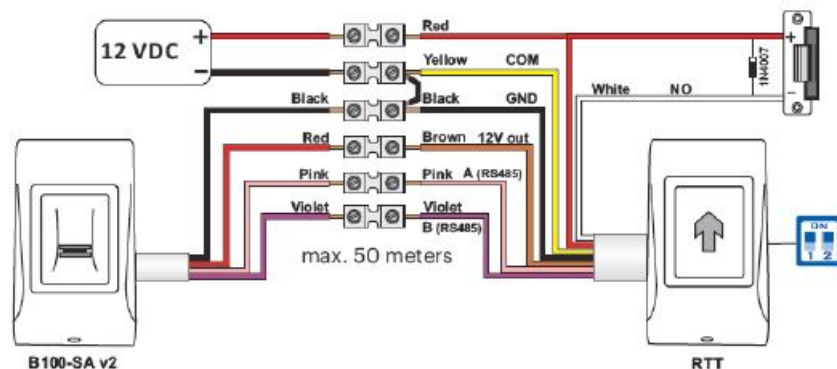 12 VDC
+
−
Red
+
Yellow COM
1N4007
Black Black GND
White NO
−
Red Brown 12V out
Pink Pink A (RS485)
Violet Violet
B (RS485)
ON
1 2
max. 50 meters
B100-SA v2
RTT